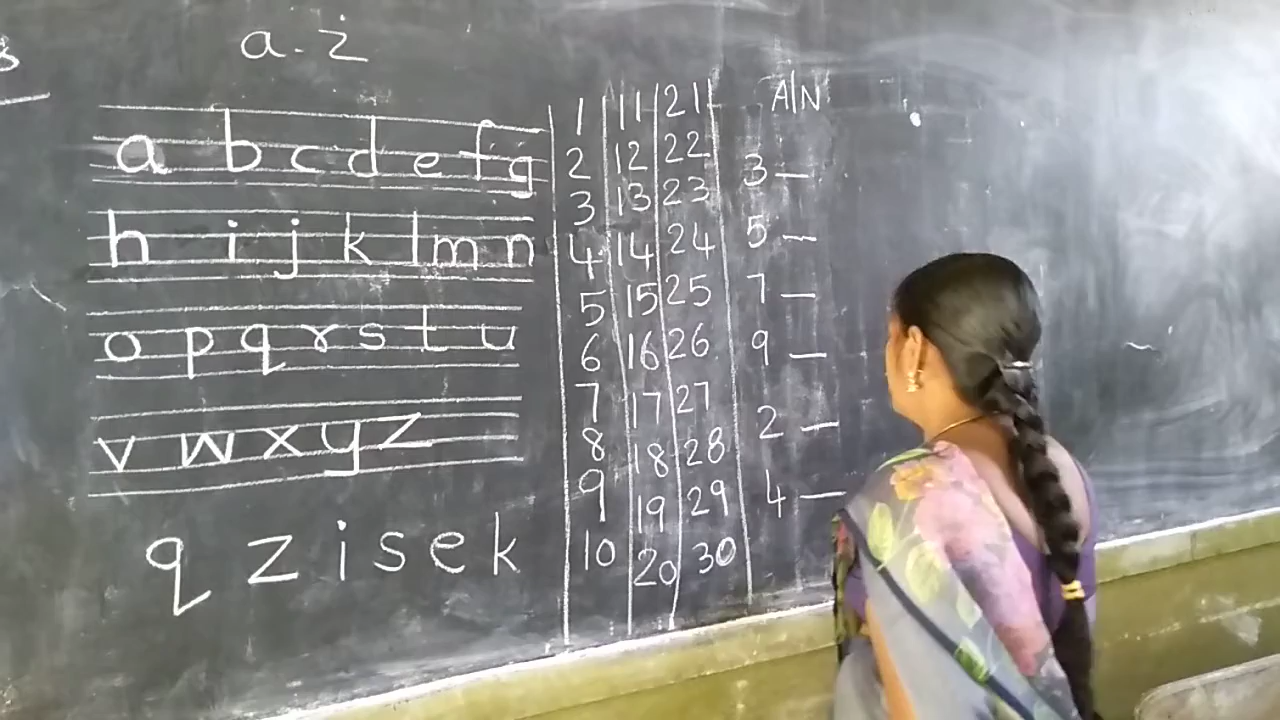 a - z
a b c d e f g
h i j k l m n
o p q r s t u
v w x y z
q z i s e k
1 11 21
2 12 22
3 13 23
4 14 24
5 15 25
6 16 26
7 17 27
8 18 28
9 19 29
10 20 30
A/N
3 —
5 —
7 —
9 —
2 —
4 —